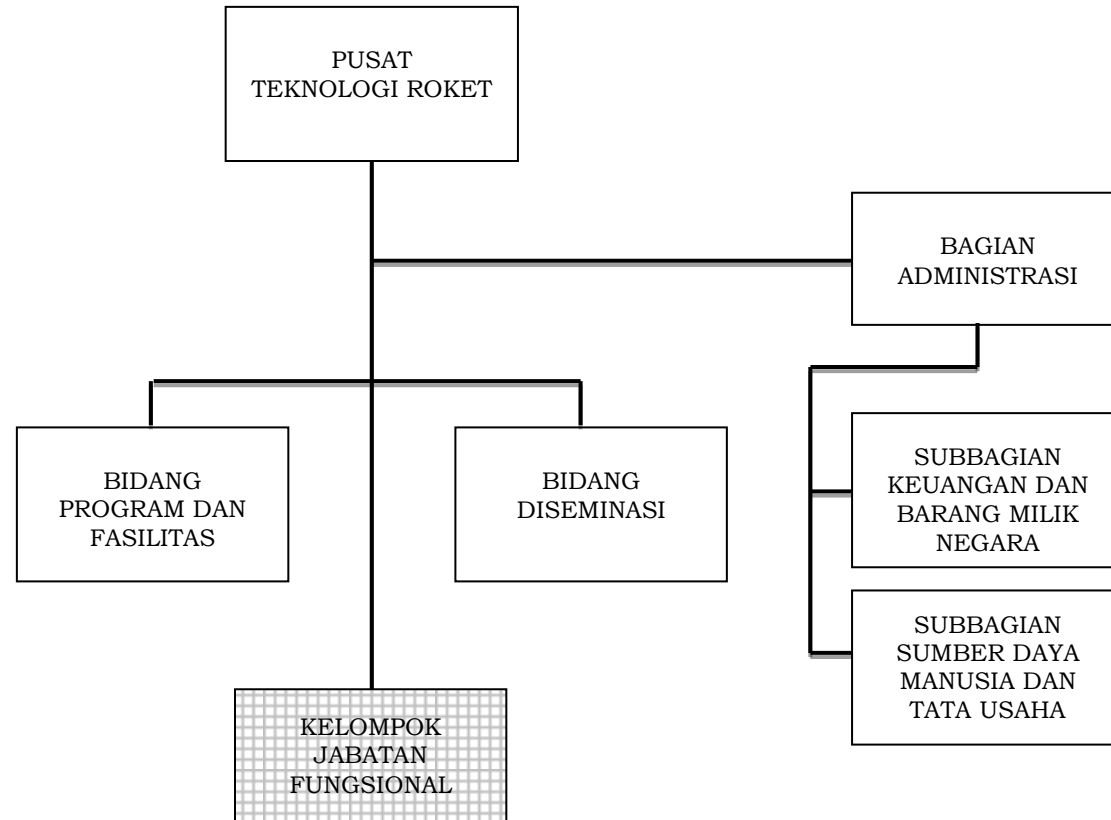 PUSAT
TEKNOLOGI ROKET
BAGIAN
ADMINISTRASI
BIDANG
PROGRAM DAN
FASILITAS
BIDANG
DISEMINASI
SUBBAGIAN
KEUANGAN DAN
BARANG MILIK
NEGARA
SUBBAGIAN
SUMBER DAYA
MANUSIA DAN
TATA USAHA
KELOMPOK
JABATAN
FUNGSIONAL